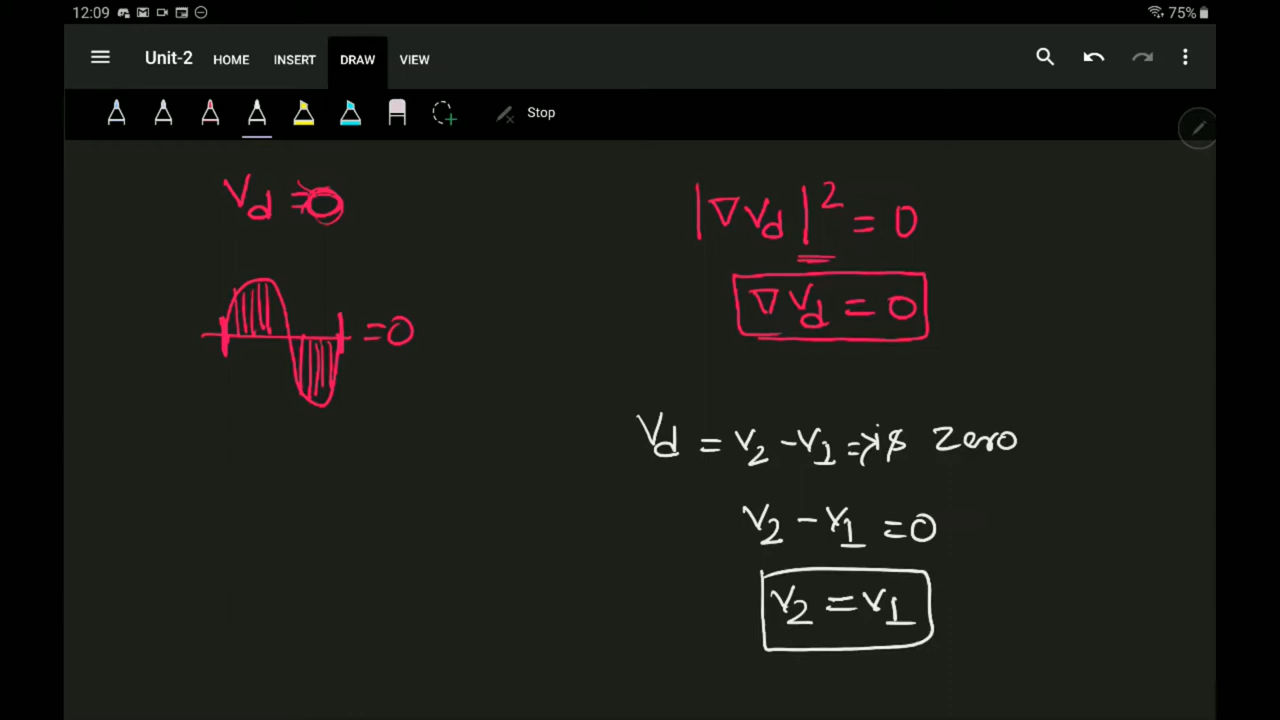 12:09 75%
Unit-2 HOME INSERT DRAW VIEW
Stop
Vd = 0
= 0
|∇Vd|² = 0
∇Vd = 0
Vd = V2 - V1 => is zero
V2 - V1 = 0
V2 = V1